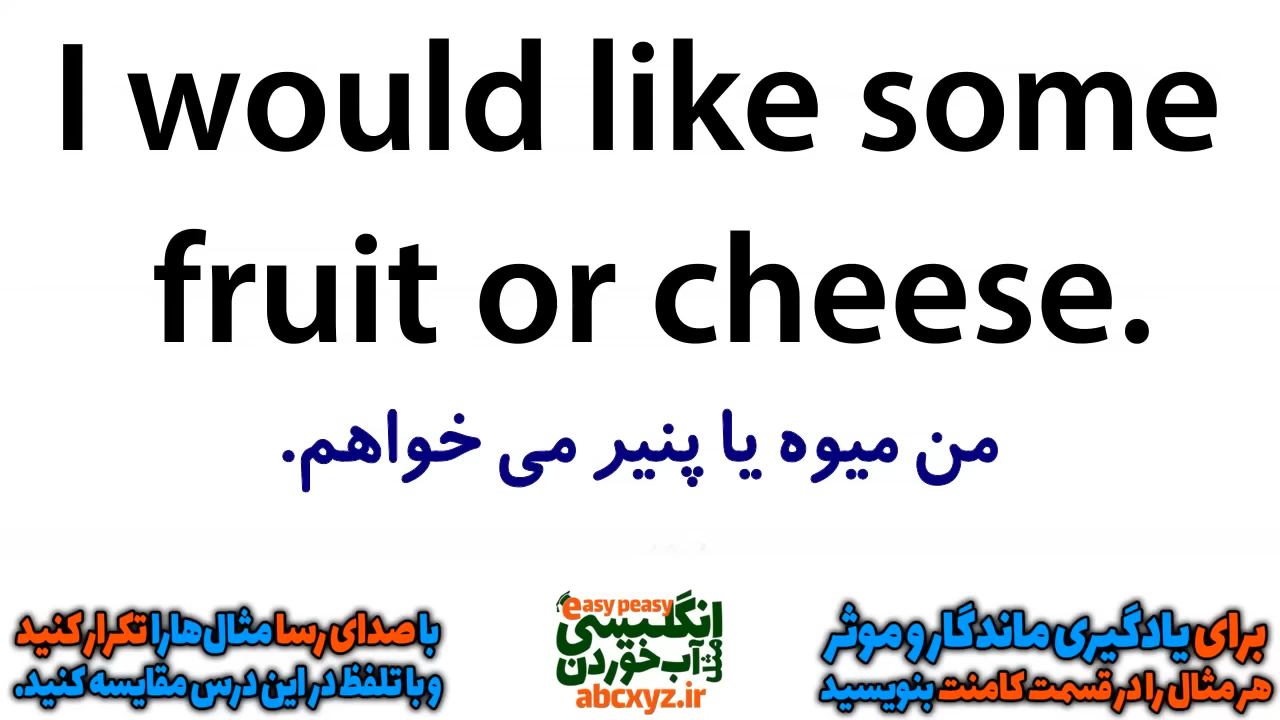 I would like some
fruit or cheese.
من میوه یا پنیر می خواهم.
برای یادگیری ماندگار و موثر
هر مثال را در قسمت کامنت بنویسید
easy peasy
انگلیسی
مثل آب خوردن
abcxyz.ir
با صدای رسا مثال‌ها را تکرار کنید
و با تلفظ در این درس مقایسه کنید.